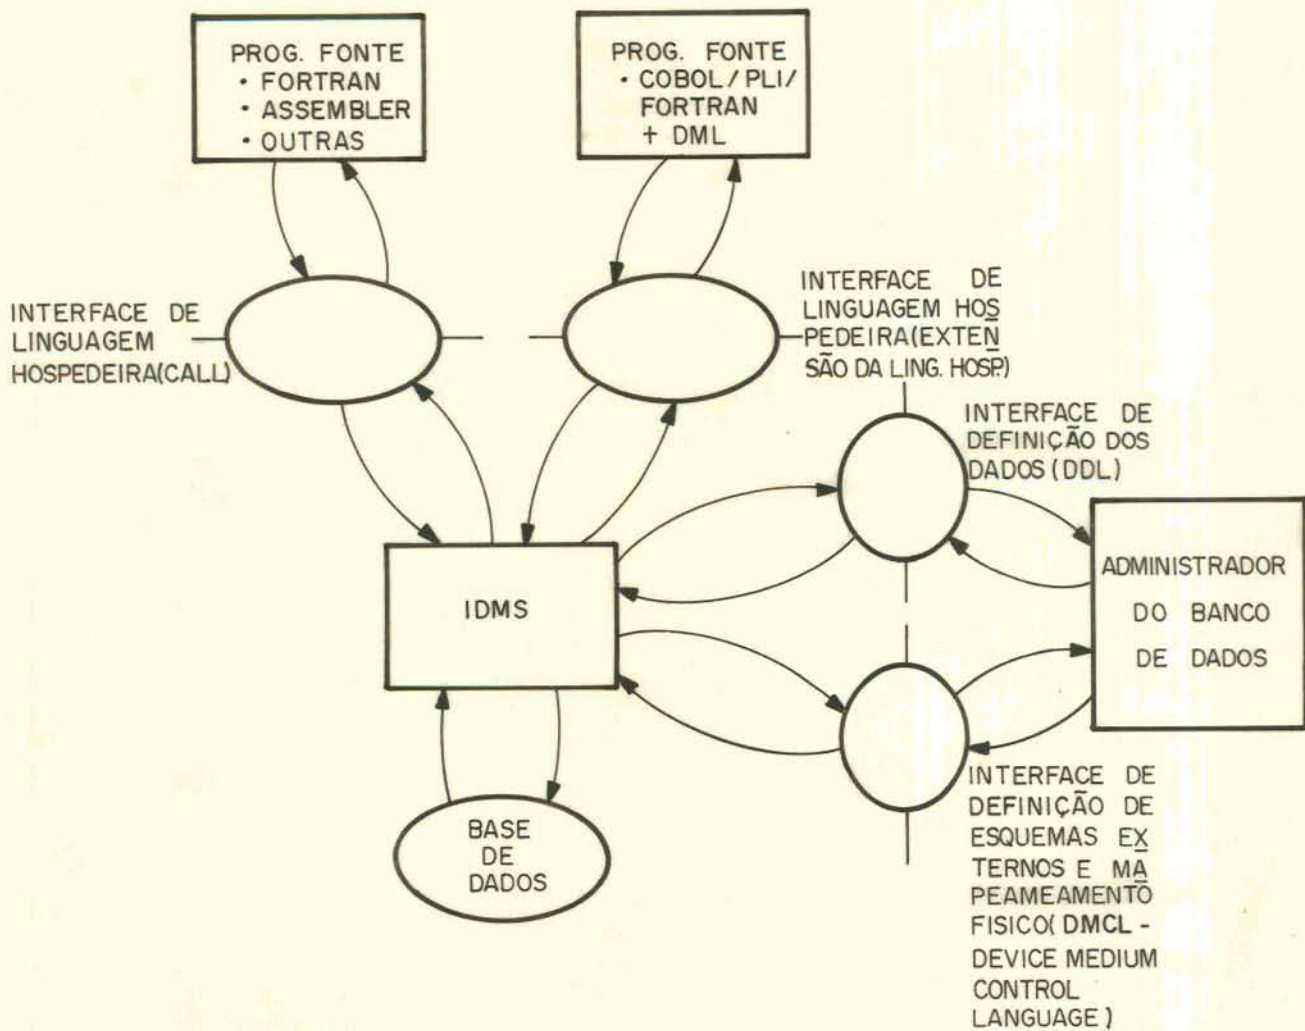 PROG. FONTE
• FORTRAN
• ASSEMBLER
• OUTRAS
PROG. FONTE
• COBOL/PLI/
FORTRAN
+ DML
INTERFACE DE
LINGUAGEM
HOSPEDEIRA(CALL)
INTERFACE DE
LINGUAGEM HOS
PEDEIRA(EXTEN
SÃO DA LING. HOSP)
INTERFACE DE
DEFINIÇÃO DOS
DADOS (DDL)
IDMS
ADMINISTRADOR
DO BANCO
DE DADOS
BASE
DE
DADOS
INTERFACE DE
DEFINIÇÃO DE
ESQUEMAS EX
TERNOS E MA
PEAMEAMENTO
FISICO( DMCL -
DEVICE MEDIUM
CONTROL
LANGUAGE )